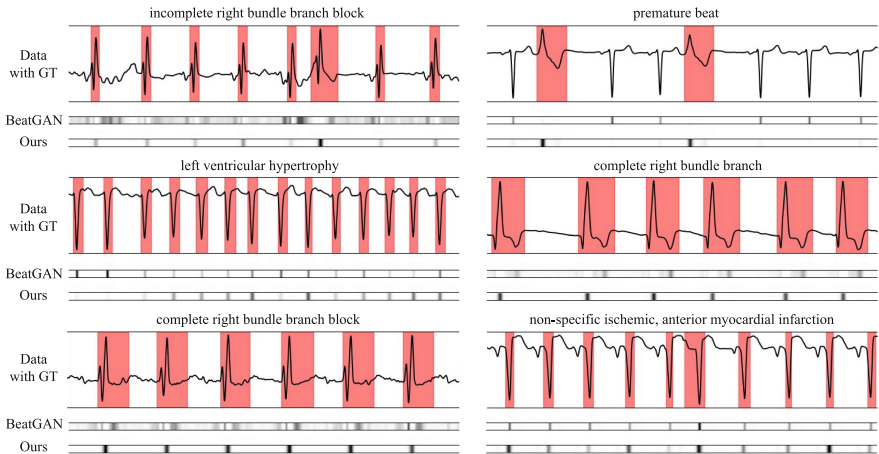 incomplete right bundle branch block
premature beat
Data
with GT
BeatGAN
Ours
left ventricular hypertrophy
complete right bundle branch
Data
with GT
BeatGAN
Ours
complete right bundle branch block
non-specific ischemic, anterior myocardial infarction
Data
with GT
BeatGAN
Ours